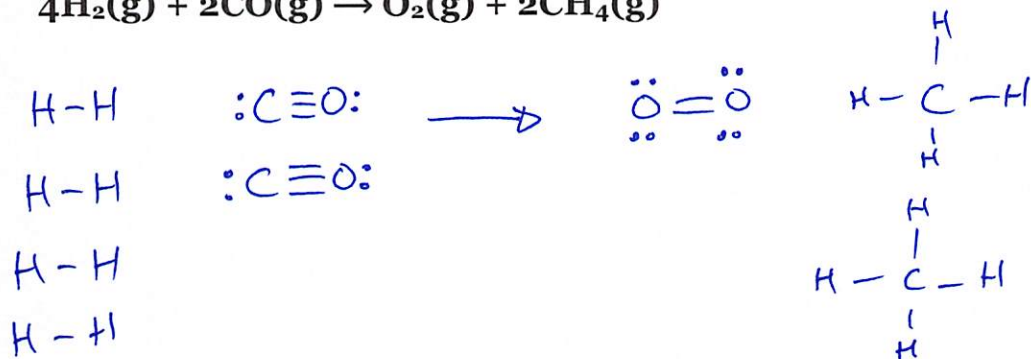 4H₂(g) + 2CO(g) → O₂(g) + 2CH₄(g)
H
|
H-H :C≡O: → Ö=Ö H-C-H
|
H
H-H :C≡O:
H
|
H-H H-C-H
|
H-H H